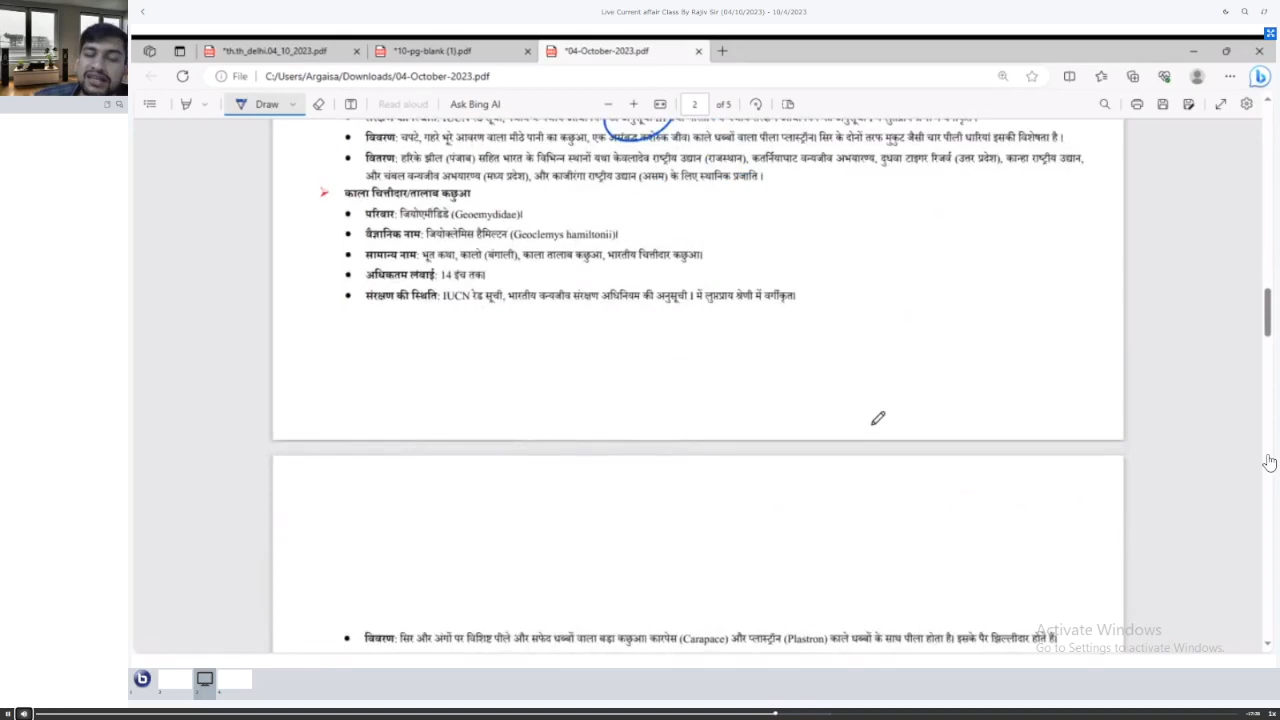 Live Current affair Class By Rajiv Sir (04/10/2023) - 10/4/2023
*th.th_delhi.04_10_2023.pdf
*10-pg-blank (1).pdf
*04-October-2023.pdf
File
C:/Users/Argaisa/Downloads/04-October-2023.pdf
Draw
Read aloud
Ask Bing AI
2 of 5
विवरण: चपटे, गहरे भूरे आवरण वाला मीठे पानी का कछुआ, एक असंबद्ध कशेरुक जीव। काले धब्बों वाला पीला प्लास्ट्रॉन। सिर के दोनों तरफ मुकुट जैसी चार पीली धारियां इसकी विशेषता है।
वितरण: हरिके झील (पंजाब) सहित भारत के विभिन्न स्थानों यथा केवलादेव राष्ट्रीय उद्यान (राजस्थान), कतर्नियाघाट वन्यजीव अभयारण्य, दुधवा टाइगर रिजर्व (उत्तर प्रदेश), कान्हा राष्ट्रीय उद्यान,
और चंबल वन्यजीव अभयारण्य (मध्य प्रदेश), और काजीरंगा राष्ट्रीय उद्यान (असम) के लिए स्थानिक प्रजाति।
काला चित्तीदार/तालाब कछुआ
परिवार: जियोएमीडिडे (Geoemydidae)।
वैज्ञानिक नाम: जियोक्लेमिस हैमिल्टन (Geoclemys hamiltonii)।
सामान्य नाम: भूत कथा, कालो (बंगाली), काला तालाब कछुआ, भारतीय चित्तीदार कछुआ।
अधिकतम लंबाई: 14 इंच तक।
संरक्षण की स्थिति: IUCN रेड सूची, भारतीय वन्यजीव संरक्षण अधिनियम की अनुसूची I में लुप्तप्राय श्रेणी में वर्गीकृत।
विवरण: सिर और अंगों पर विशिष्ट पीले और सफेद धब्बों वाला बड़ा कछुआ। कारपेस (Carapace) और प्लास्ट्रॉन (Plastron) काले धब्बों के साथ पीला होता है। इसके पैर झिल्लीदार होते हैं।
Activate Windows
Go to Settings to activate Windows.
1x